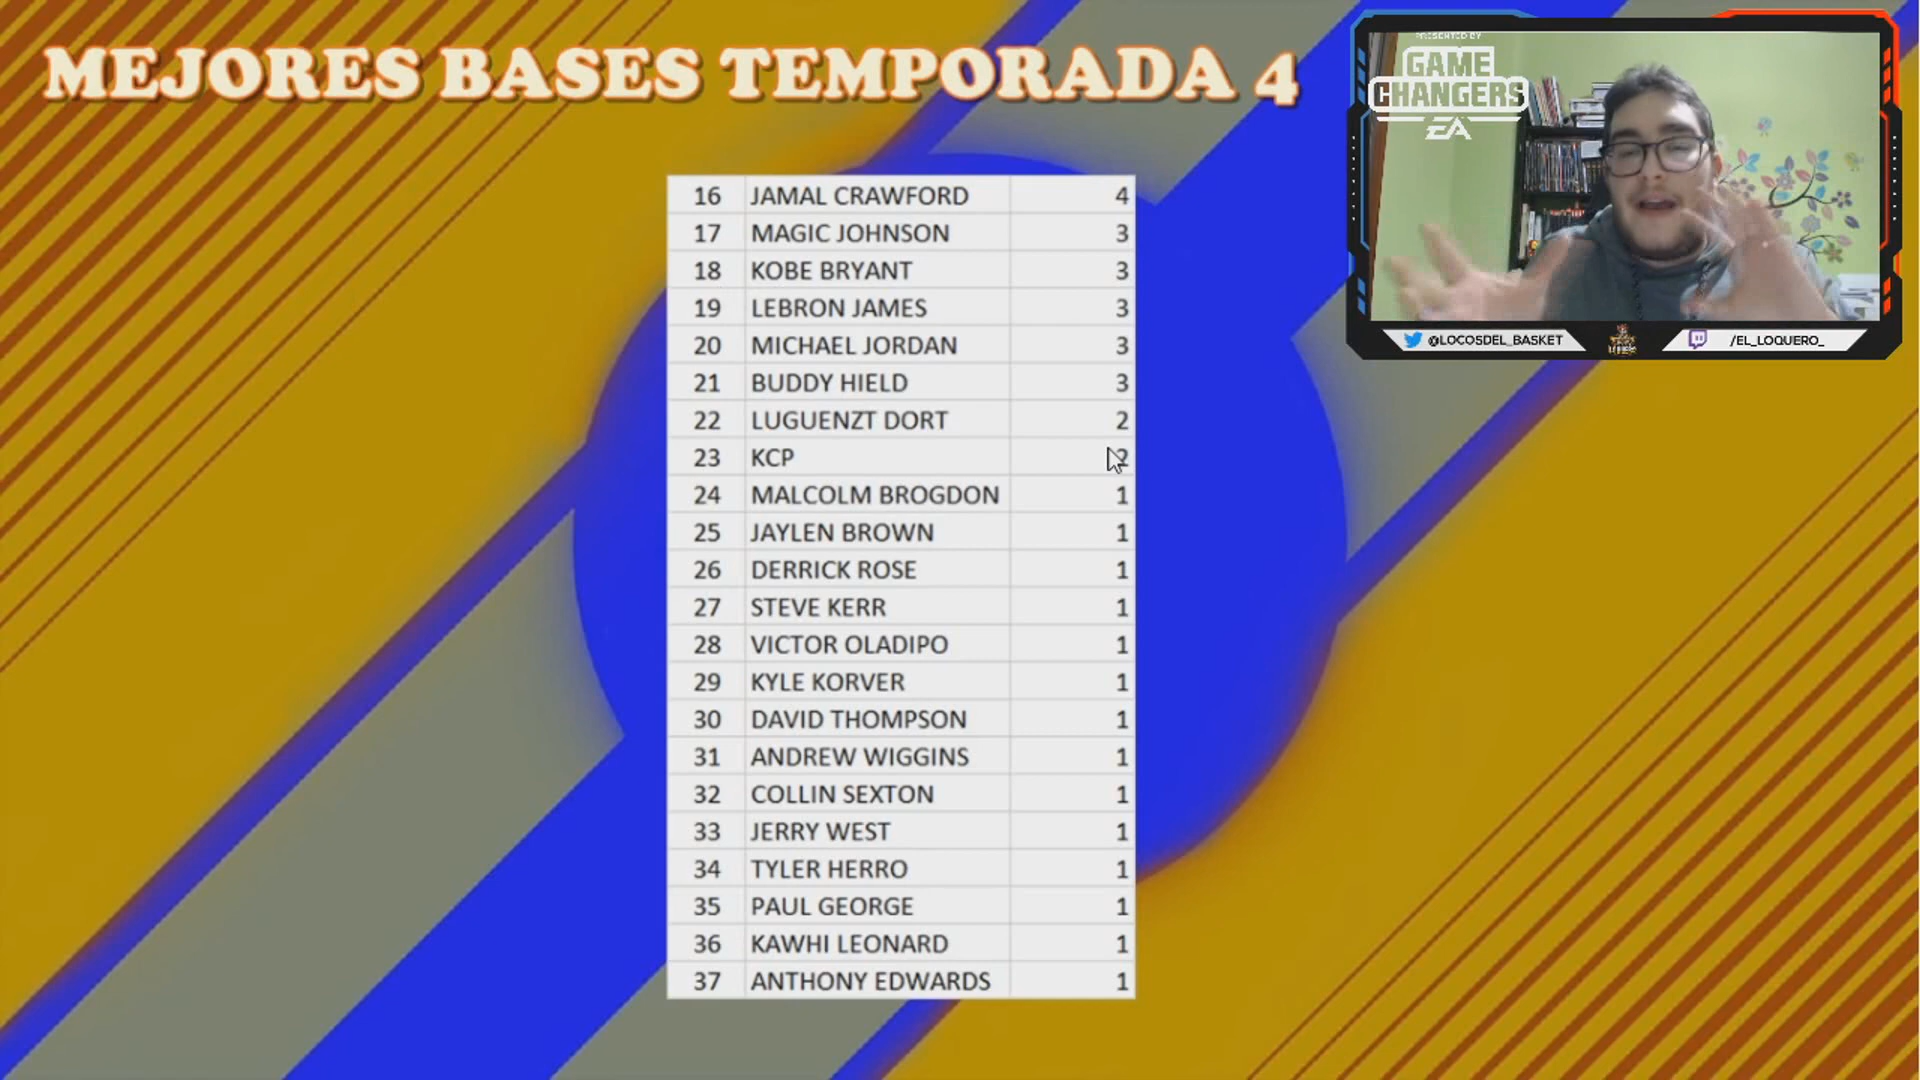 MEJORES BASES TEMPORADA 4
PRESENTED BY
GAME
CHANGERS
EA
@LOCOSDEL_BASKET
/EL_LOQUERO_
16 JAMAL CRAWFORD 4
17 MAGIC JOHNSON 3
18 KOBE BRYANT 3
19 LEBRON JAMES 3
20 MICHAEL JORDAN 3
21 BUDDY HIELD 3
22 LUGUENZT DORT 2
23 KCP 2
24 MALCOLM BROGDON 1
25 JAYLEN BROWN 1
26 DERRICK ROSE 1
27 STEVE KERR 1
28 VICTOR OLADIPO 1
29 KYLE KORVER 1
30 DAVID THOMPSON 1
31 ANDREW WIGGINS 1
32 COLLIN SEXTON 1
33 JERRY WEST 1
34 TYLER HERRO 1
35 PAUL GEORGE 1
36 KAWHI LEONARD 1
37 ANTHONY EDWARDS 1